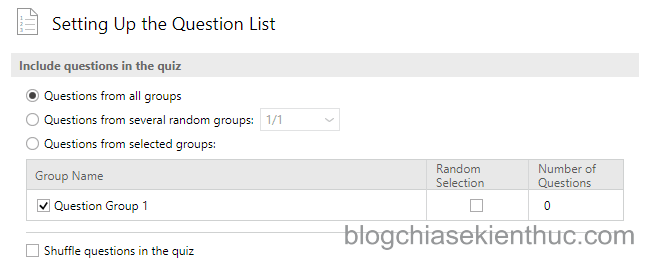 Setting Up the Question List
Include questions in the quiz
Questions from all groups
Questions from several random groups: 1/1
Questions from selected groups:
Group Name Random Selection Number of Questions
Question Group 1 0
Shuffle questions in the quiz
blogchiasekienthuc.com